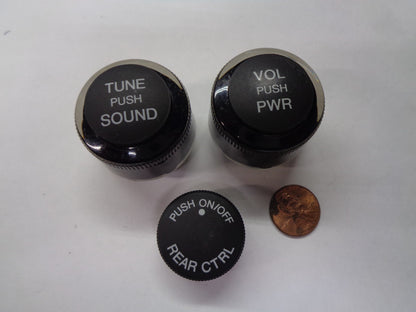 TUNE
PUSH
SOUND
VOL
PUSH
PWR
PUSH ON/OFF
REAR CTRL